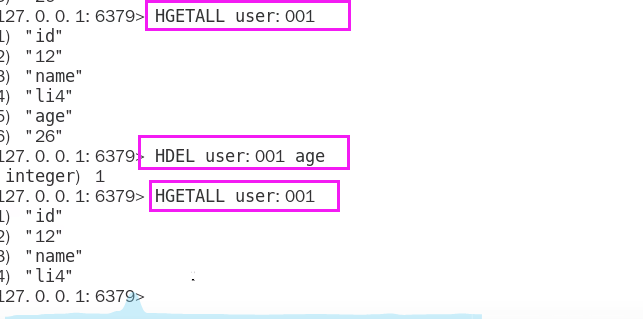 127.0.0.1:6379> HGETALL user:001
1) "id"
2) "12"
3) "name"
4) "li4"
5) "age"
6) "26"
127.0.0.1:6379> HDEL user:001 age
integer) 1
127.0.0.1:6379> HGETALL user:001
1) "id"
2) "12"
3) "name"
4) "li4"
127.0.0.1:6379>